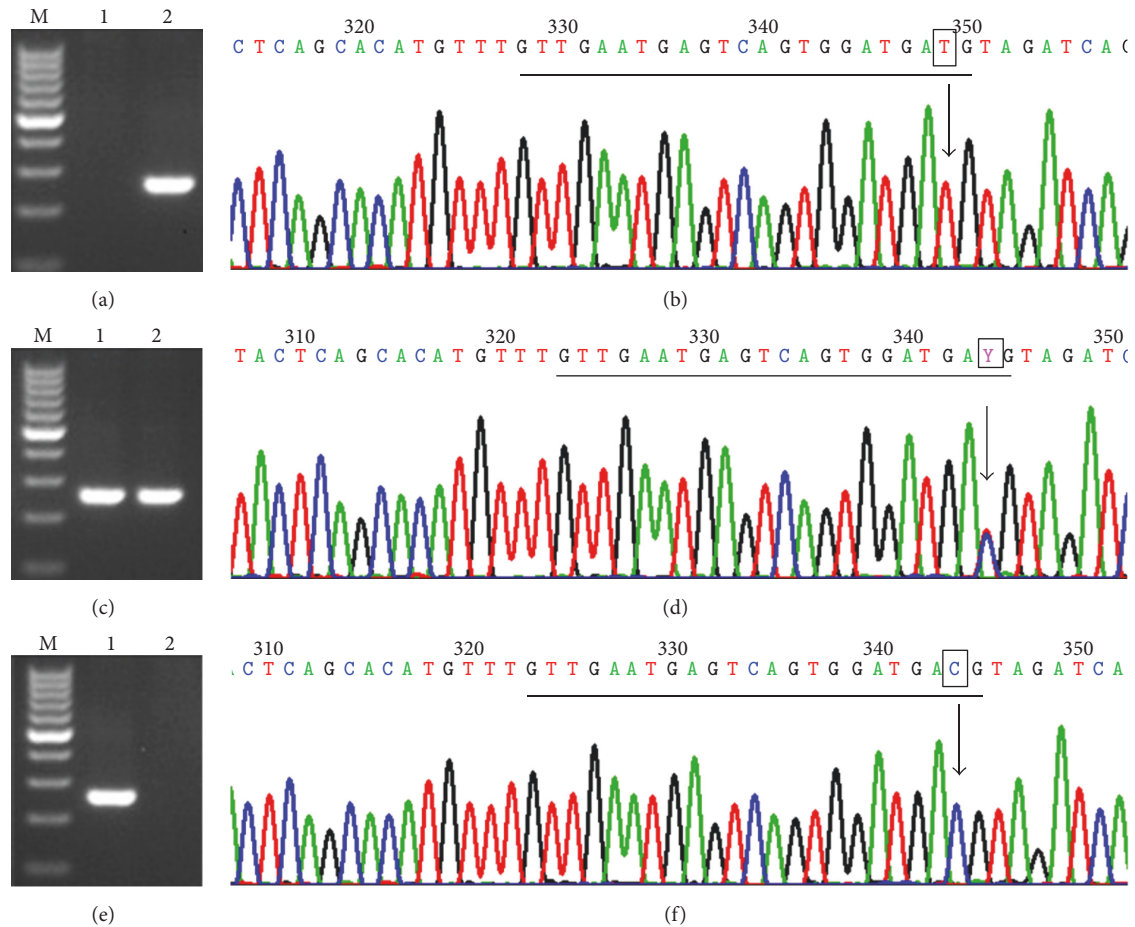 M 1 2
320 330 340 350
C T C A G C A C A T G T T T G T T G A A T G A G T C A G T G G A T G A T G T A G A T C A
(a)
(b)
M 1 2
310 320 330 340 350
T A C T C A G C A C A T G T T T G T T G A A T G A G T C A G T G G A T G A Y G T A G A T C
(c)
(d)
M 1 2
310 320 330 340 350
C T C A G C A C A T G T T T G T T G A A T G A G T C A G T G G A T G A C G T A G A T C A
(e)
(f)